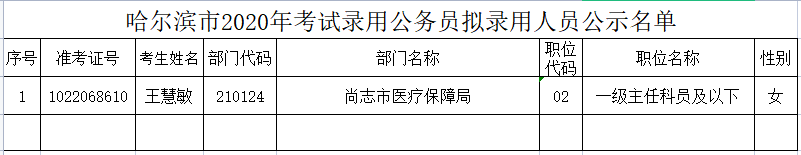 哈尔滨市2020年考试录用公务员拟录用人员公示名单
序号 准考证号 考生姓名 部门代码 部门名称 职位代码 职位名称 性别
1 1022068610 王慧敏 210124 尚志市医疗保障局 02 一级主任科员及以下 女